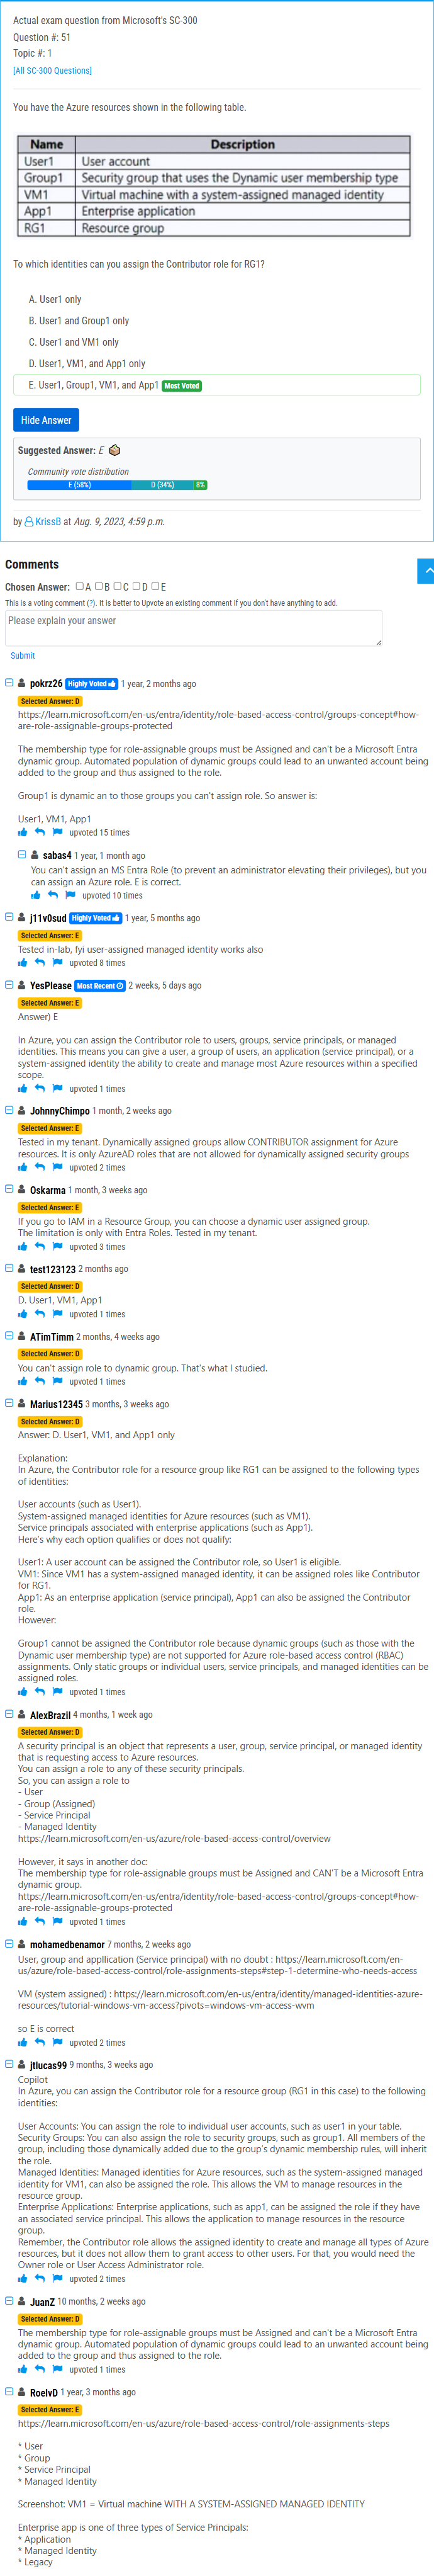 Actual exam question from Microsoft's SC-300
Question #: 51
Topic #: 1
[All SC-300 Questions]
You have the Azure resources shown in the following table.
Name Description
User1 User account
Group1 Security group that uses the Dynamic user membership type
VM1 Virtual machine with a system-assigned managed identity
App1 Enterprise application
RG1 Resource group
To which identities can you assign the Contributor role for RG1?
A. User1 only
B. User1 and Group1 only
C. User1 and VM1 only
D. User1, VM1, and App1 only
E. User1, Group1, VM1, and App1 Most Voted
Hide Answer
Suggested Answer: E
Community vote distribution
E (58%) D (34%) 8%
by KrissB at Aug. 9, 2023, 4:59 p.m.
Comments
Chosen Answer: A B C D E
This is a voting comment (?). It is better to Upvote an existing comment if you don't have anything to add.
Please explain your answer
Submit
pokrz26 Highly Voted 1 year, 2 months ago
Selected Answer: D
https://learn.microsoft.com/en-us/entra/identity/role-based-access-control/groups-concept#how-
are-role-assignable-groups-protected
The membership type for role-assignable groups must be Assigned and can't be a Microsoft Entra
dynamic group. Automated population of dynamic groups could lead to an unwanted account being
added to the group and thus assigned to the role.
Group1 is dynamic an to those groups you can't assign role. So answer is:
User1, VM1, App1
upvoted 15 times
sabas4 1 year, 1 month ago
You can't assign an MS Entra Role (to prevent an administrator elevating their privileges), but you
can assign an Azure role. E is correct.
upvoted 10 times
j11v0sud Highly Voted 1 year, 5 months ago
Selected Answer: E
Tested in-lab, fyi user-assigned managed identity works also
upvoted 8 times
YesPlease Most Recent 2 weeks, 5 days ago
Selected Answer: E
Answer) E
In Azure, you can assign the Contributor role to users, groups, service principals, or managed
identities. This means you can give a user, a group of users, an application (service principal), or a
system-assigned identity the ability to create and manage most Azure resources within a specified
scope.
upvoted 1 times
JohnnyChimpo 1 month, 2 weeks ago
Selected Answer: E
Tested in my tenant. Dynamically assigned groups allow CONTRIBUTOR assignment for Azure
resources. It is only AzureAD roles that are not allowed for dynamically assigned security groups
upvoted 2 times
Oskarma 1 month, 3 weeks ago
Selected Answer: E
If you go to IAM in a Resource Group, you can choose a dynamic user assigned group.
The limitation is only with Entra Roles. Tested in my tenant.
upvoted 3 times
test123123 2 months ago
Selected Answer: D
D. User1, VM1, App1
upvoted 1 times
ATimTimm 2 months, 4 weeks ago
Selected Answer: D
You can't assign role to dynamic group. That's what I studied.
upvoted 1 times
Marius12345 3 months, 3 weeks ago
Selected Answer: D
Answer: D. User1, VM1, and App1 only
Explanation:
In Azure, the Contributor role for a resource group like RG1 can be assigned to the following types
of identities:
User accounts (such as User1).
System-assigned managed identities for Azure resources (such as VM1).
Service principals associated with enterprise applications (such as App1).
Here's why each option qualifies or does not qualify:
User1: A user account can be assigned the Contributor role, so User1 is eligible.
VM1: Since VM1 has a system-assigned managed identity, it can be assigned roles like Contributor
for RG1.
App1: As an enterprise application (service principal), App1 can also be assigned the Contributor
role.
However:
Group1 cannot be assigned the Contributor role because dynamic groups (such as those with the
Dynamic user membership type) are not supported for Azure role-based access control (RBAC)
assignments. Only static groups or individual users, service principals, and managed identities can be
assigned roles.
upvoted 1 times
AlexBrazil 4 months, 1 week ago
Selected Answer: D
A security principal is an object that represents a user, group, service principal, or managed identity
that is requesting access to Azure resources.
You can assign a role to any of these security principals.
So, you can assign a role to
- User
- Group (Assigned)
- Service Principal
- Managed Identity
https://learn.microsoft.com/en-us/azure/role-based-access-control/overview
However, it says in another doc:
The membership type for role-assignable groups must be Assigned and CAN'T be a Microsoft Entra
dynamic group.
https://learn.microsoft.com/en-us/entra/identity/role-based-access-control/groups-concept#how-
are-role-assignable-groups-protected
upvoted 1 times
mohamedbenamor 7 months, 2 weeks ago
User, group and appllication (Service principal) with no doubt : https://learn.microsoft.com/en-
us/azure/role-based-access-control/role-assignments-steps#step-1-determine-who-needs-access
VM (system assigned) : https://learn.microsoft.com/en-us/entra/identity/managed-identities-azure-
resources/tutorial-windows-vm-access?pivots=windows-vm-access-wvm
so E is correct
upvoted 2 times
jtlucas99 9 months, 3 weeks ago
Copilot
In Azure, you can assign the Contributor role for a resource group (RG1 in this case) to the following
identities:
User Accounts: You can assign the role to individual user accounts, such as user1 in your table.
Security Groups: You can also assign the role to security groups, such as group1. All members of the
group, including those dynamically added due to the group's dynamic membership rules, will inherit
the role.
Managed Identities: Managed identities for Azure resources, such as the system-assigned managed
identity for VM1, can also be assigned the role. This allows the VM to manage resources in the
resource group.
Enterprise Applications: Enterprise applications, such as app1, can be assigned the role if they have
an associated service principal. This allows the application to manage resources in the resource
group.
Remember, the Contributor role allows the assigned identity to create and manage all types of Azure
resources, but it does not allow them to grant access to other users. For that, you would need the
Owner role or User Access Administrator role.
upvoted 2 times
JuanZ 10 months, 2 weeks ago
Selected Answer: D
The membership type for role-assignable groups must be Assigned and can't be a Microsoft Entra
dynamic group. Automated population of dynamic groups could lead to an unwanted account being
added to the group and thus assigned to the role.
upvoted 1 times
RoelvD 1 year, 3 months ago
Selected Answer: E
https://learn.microsoft.com/en-us/azure/role-based-access-control/role-assignments-steps
* User
* Group
* Service Principal
* Managed Identity
Screenshot: VM1 = Virtual machine WITH A SYSTEM-ASSIGNED MANAGED IDENTITY
Enterprise app is one of three types of Service Principals:
* Application
* Managed Identity
* Legacy